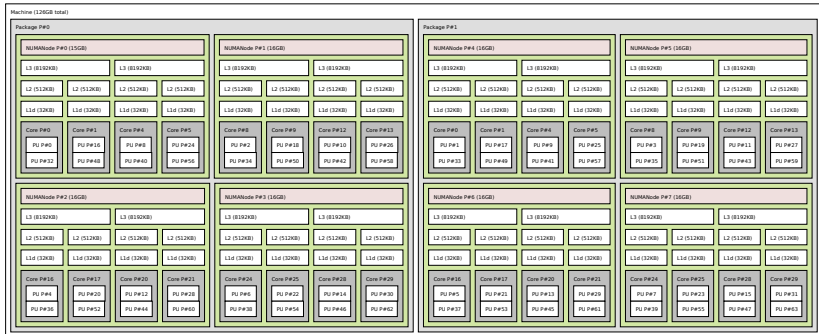 Machine (126GB total)
Package P#0
NUMANode P#0 (15GB)
L3 (8192KB) L3 (8192KB)
L2 (512KB) L2 (512KB) L2 (512KB) L2 (512KB)
L1d (32KB) L1d (32KB) L1d (32KB) L1d (32KB)
Core P#0 Core P#1 Core P#4 Core P#5
PU P#0 PU P#16 PU P#8 PU P#24
PU P#32 PU P#48 PU P#40 PU P#56
NUMANode P#1 (16GB)
L3 (8192KB) L3 (8192KB)
L2 (512KB) L2 (512KB) L2 (512KB) L2 (512KB)
L1d (32KB) L1d (32KB) L1d (32KB) L1d (32KB)
Core P#8 Core P#9 Core P#12 Core P#13
PU P#2 PU P#18 PU P#10 PU P#26
PU P#34 PU P#50 PU P#42 PU P#58
NUMANode P#2 (16GB)
L3 (8192KB) L3 (8192KB)
L2 (512KB) L2 (512KB) L2 (512KB) L2 (512KB)
L1d (32KB) L1d (32KB) L1d (32KB) L1d (32KB)
Core P#16 Core P#17 Core P#20 Core P#21
PU P#4 PU P#20 PU P#12 PU P#28
PU P#36 PU P#52 PU P#44 PU P#60
NUMANode P#3 (16GB)
L3 (8192KB) L3 (8192KB)
L2 (512KB) L2 (512KB) L2 (512KB) L2 (512KB)
L1d (32KB) L1d (32KB) L1d (32KB) L1d (32KB)
Core P#24 Core P#25 Core P#28 Core P#29
PU P#6 PU P#22 PU P#14 PU P#30
PU P#38 PU P#54 PU P#46 PU P#62
Package P#1
NUMANode P#4 (16GB)
L3 (8192KB) L3 (8192KB)
L2 (512KB) L2 (512KB) L2 (512KB) L2 (512KB)
L1d (32KB) L1d (32KB) L1d (32KB) L1d (32KB)
Core P#0 Core P#1 Core P#4 Core P#5
PU P#1 PU P#17 PU P#9 PU P#25
PU P#33 PU P#49 PU P#41 PU P#57
NUMANode P#5 (16GB)
L3 (8192KB) L3 (8192KB)
L2 (512KB) L2 (512KB) L2 (512KB) L2 (512KB)
L1d (32KB) L1d (32KB) L1d (32KB) L1d (32KB)
Core P#8 Core P#9 Core P#12 Core P#13
PU P#3 PU P#19 PU P#11 PU P#27
PU P#35 PU P#51 PU P#43 PU P#59
NUMANode P#6 (16GB)
L3 (8192KB) L3 (8192KB)
L2 (512KB) L2 (512KB) L2 (512KB) L2 (512KB)
L1d (32KB) L1d (32KB) L1d (32KB) L1d (32KB)
Core P#16 Core P#17 Core P#20 Core P#21
PU P#5 PU P#21 PU P#13 PU P#29
PU P#37 PU P#53 PU P#45 PU P#61
NUMANode P#7 (16GB)
L3 (8192KB) L3 (8192KB)
L2 (512KB) L2 (512KB) L2 (512KB) L2 (512KB)
L1d (32KB) L1d (32KB) L1d (32KB) L1d (32KB)
Core P#24 Core P#25 Core P#28 Core P#29
PU P#7 PU P#23 PU P#15 PU P#31
PU P#39 PU P#55 PU P#47 PU P#63